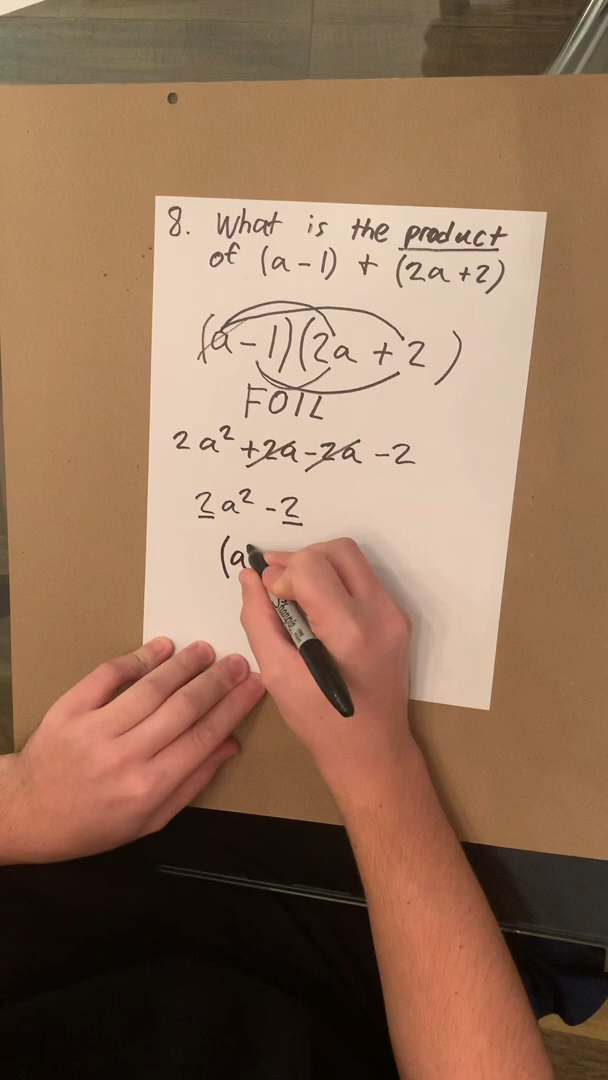 8. What is the product
of (a-1) + (2a+2)
(a-1)(2a+2)
FOIL
2a² +2a-2a -2
2a² -2
(a
Sharpie